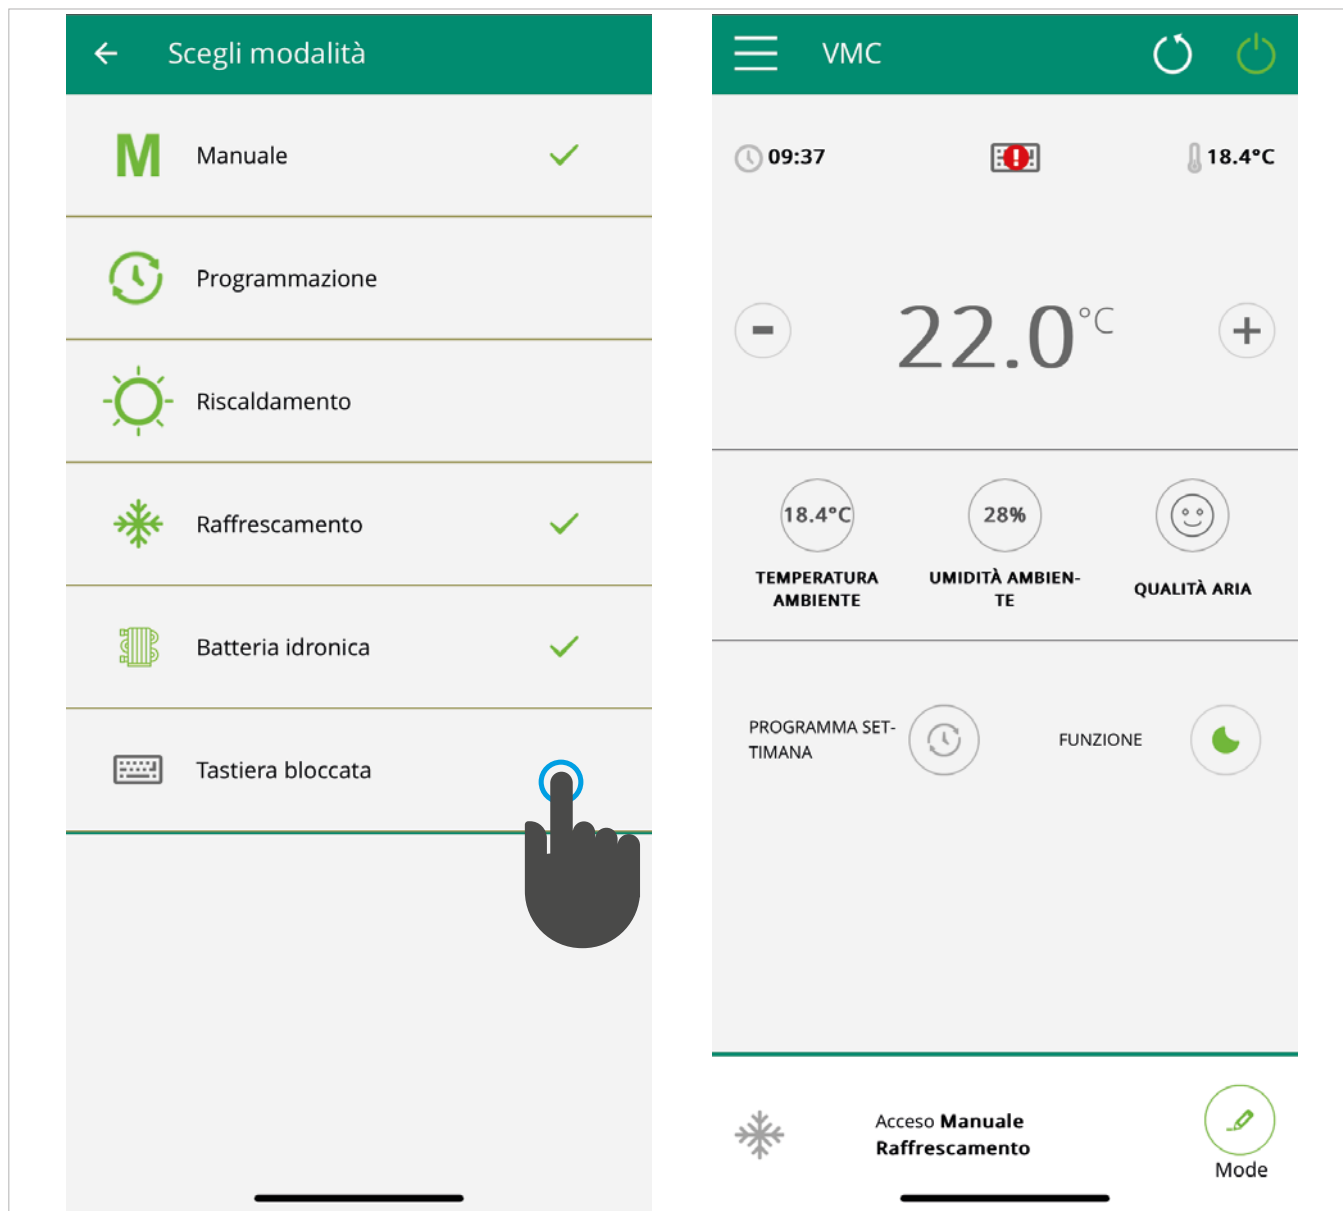 Scegli modalità
M Manuale
Programmazione
Riscaldamento
Raffrescamento
Batteria idronica
Tastiera bloccata
VMC
09:37 18.4°C
- 22.0°C +
18.4°C 28%
TEMPERATURA
AMBIENTE
UMIDITÀ AMBIEN-
TE
QUALITÀ ARIA
PROGRAMMA SET-
TIMANA
FUNZIONE
Acceso Manuale
Raffrescamento
Mode